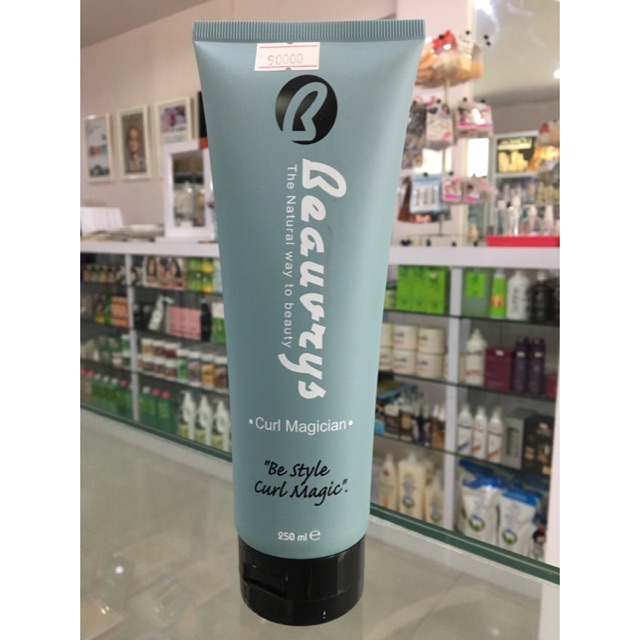 90000
Beauvrys
The Natural way to beauty
•Curl Magician•
"Be Style
Curl Magic".
250 ml ℮